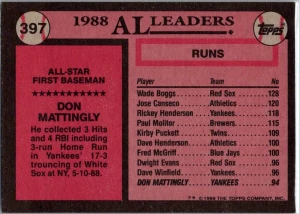 397
1988 AL LEADERS
Topps
ALL-STAR
FIRST BASEMAN
DON
MATTINGLY
He collected 3 Hits
and 4 RBI including
3-run Home Run
in Yankees' 17-3
trouncing of White
Sox at NY, 5-10-88.
RUNS
Player Team No
Wade Boggs Red Sox 128
Jose Canseco Athletics 120
Rickey Henderson Yankees 118
Paul Molitor Brewers 115
Kirby Puckett Twins 109
Dave Henderson Athletics 100
Fred McGriff Blue Jays 100
Dwight Evans Red Sox 96
Dave Winfield Yankees 96
DON MATTINGLY YANKEES 94
© 1989 THE TOPPS COMPANY, INC.